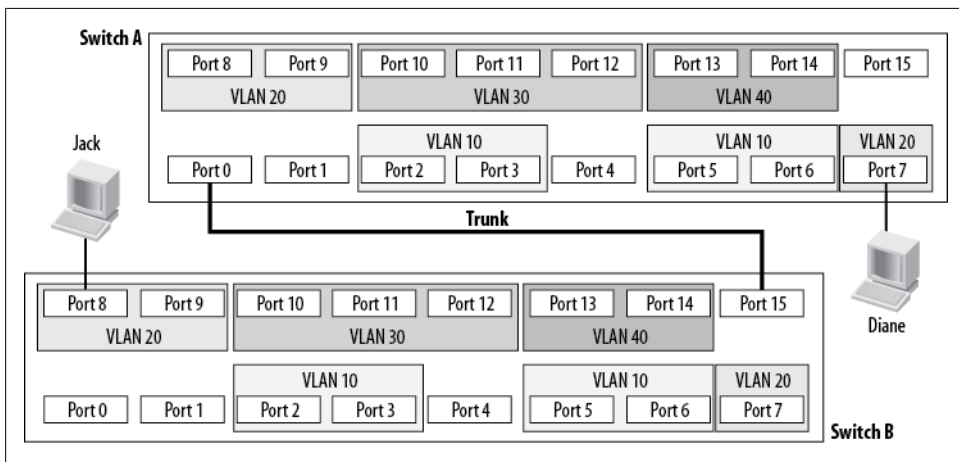 Switch A
Port 8 Port 9 Port 10 Port 11 Port 12 Port 13 Port 14 Port 15
VLAN 20 VLAN 30 VLAN 40
Jack
VLAN 10 VLAN 10 VLAN 20
Port 0 Port 1 Port 2 Port 3 Port 4 Port 5 Port 6 Port 7
Trunk
Port 8 Port 9 Port 10 Port 11 Port 12 Port 13 Port 14 Port 15
Diane
VLAN 20 VLAN 30 VLAN 40
VLAN 10 VLAN 10 VLAN 20
Port 0 Port 1 Port 2 Port 3 Port 4 Port 5 Port 6 Port 7
Switch B